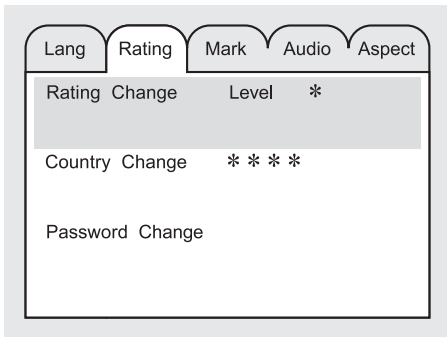 Lang Rating Mark Audio Aspect
Rating Change Level *
Country Change * * * *
Password Change